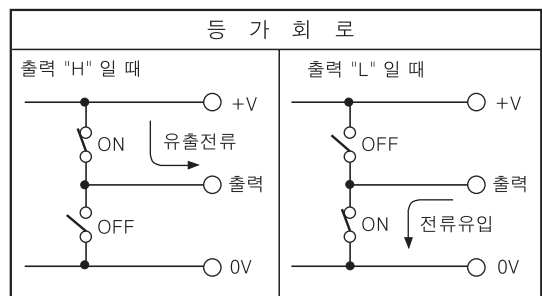 등 가 회 로
출력 "H" 일 때
+V
ON
유출전류
출력
OFF
0V
출력 "L" 일 때
+V
OFF
출력
ON
전류유입
0V